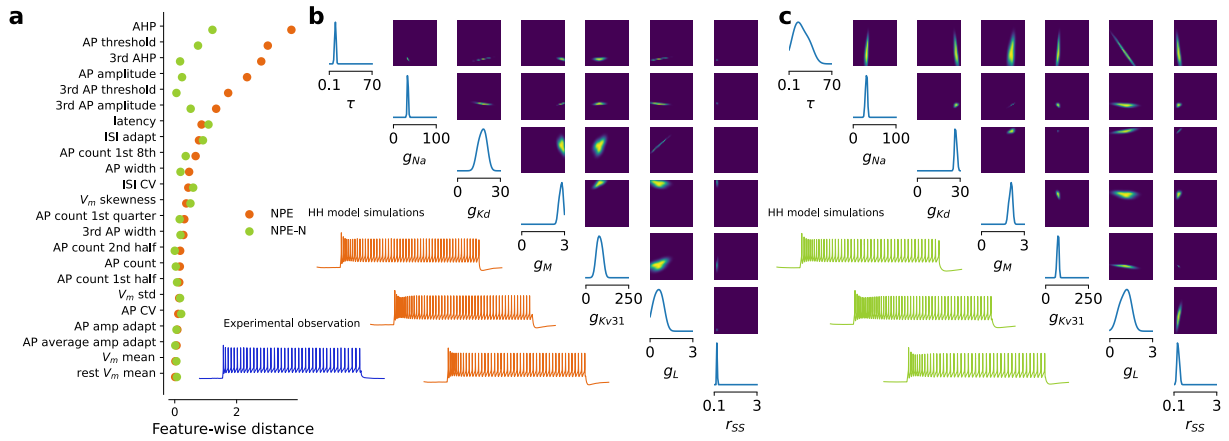 a
AHP
AP threshold
3rd AHP
AP amplitude
3rd AP threshold
3rd AP amplitude
latency
ISI adapt
AP count 1st 8th
AP width
ISI CV
Vm skewness
AP count 1st quarter
3rd AP width
AP count 2nd half
AP count
AP count 1st half
Vm std
AP CV
AP amp adapt
AP average amp adapt
Vm mean
rest Vm mean
0 2
Feature-wise distance
NPE
NPE-N
Experimental observation
b
0.1 70
τ
0 100
gNa
0 30
gKd
0 3
gM
0 250
gKv31
0 3
gL
0.1 3
rSS
HH model simulations
c
0.1 70
τ
0 100
gNa
0 30
gKd
0 3
gM
0 250
gKv31
0 3
gL
0.1 3
rSS
HH model simulations